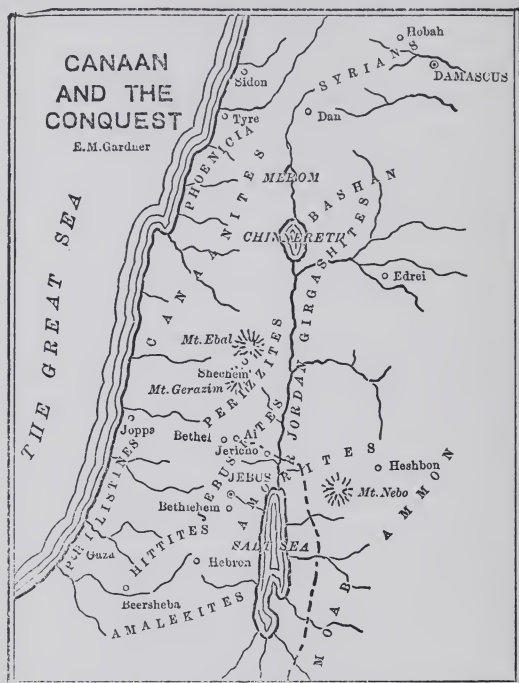 CANAAN
AND THE
CONQUEST
E.M.Gardner
Hobah
DAMASCUS
SYRIANS
Sidon
Tyre
Dan
PHOENICIA
MEROM
BASHAN
CHINNERETH
CANAANITES
GIRGASHITES
Edrei
THE GREAT SEA
Mt. Ebal
Shechem
Mt. Gerazim
PERIZZITES
RIVER JORDAN
Joppa
Bethel
Ai
Jericho
JEBUSITES
AMORITES
Heshbon
JEBUS
Mt. Nebo
AMMON
Bethlehem
PHILISTINES
HITTITES
SALT SEA
Gaza
Hebron
Beersheba
AMALEKITES
MOAB